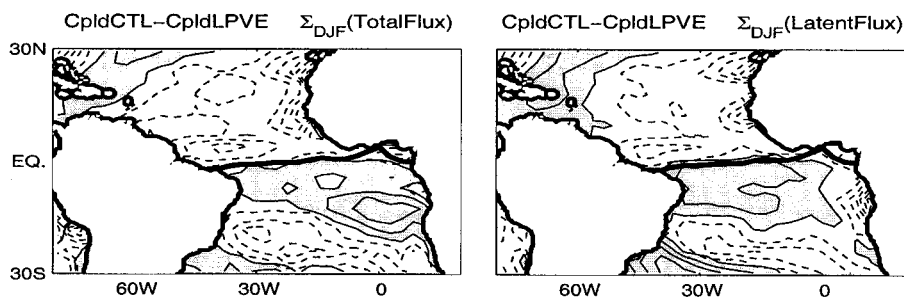 CpldCTL-CpldLPVE Σ_DJF(TotalFlux)
CpldCTL-CpldLPVE Σ_DJF(LatentFlux)
30N
EQ.
30S
60W 30W 0
60W 30W 0